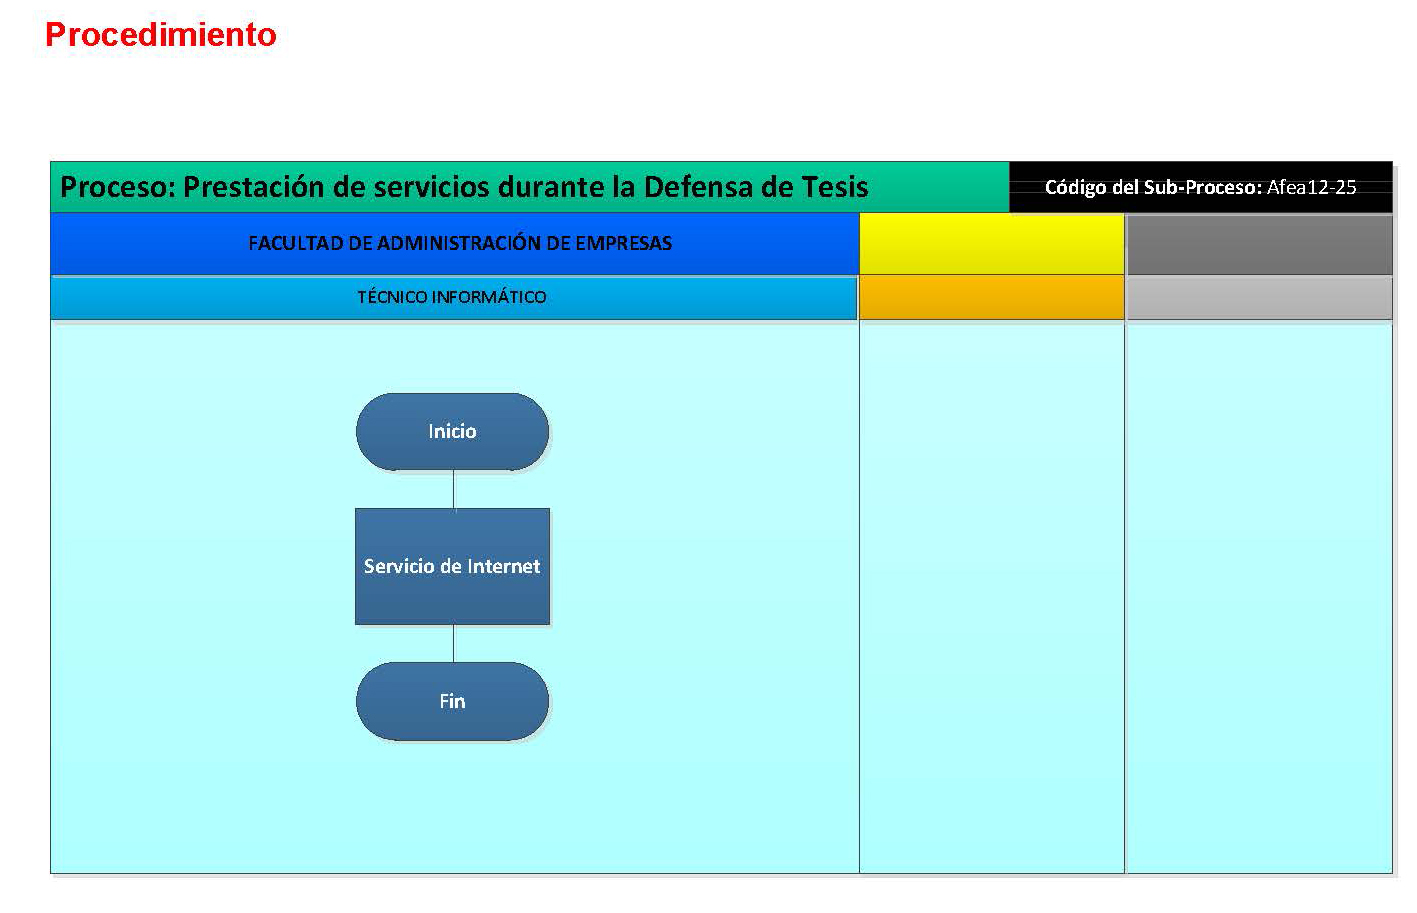 Procedimiento
Proceso: Prestación de servicios durante la Defensa de Tesis
Código del Sub-Proceso: Afea12-25
FACULTAD DE ADMINISTRACIÓN DE EMPRESAS
TÉCNICO INFORMÁTICO
Inicio
Servicio de Internet
Fin